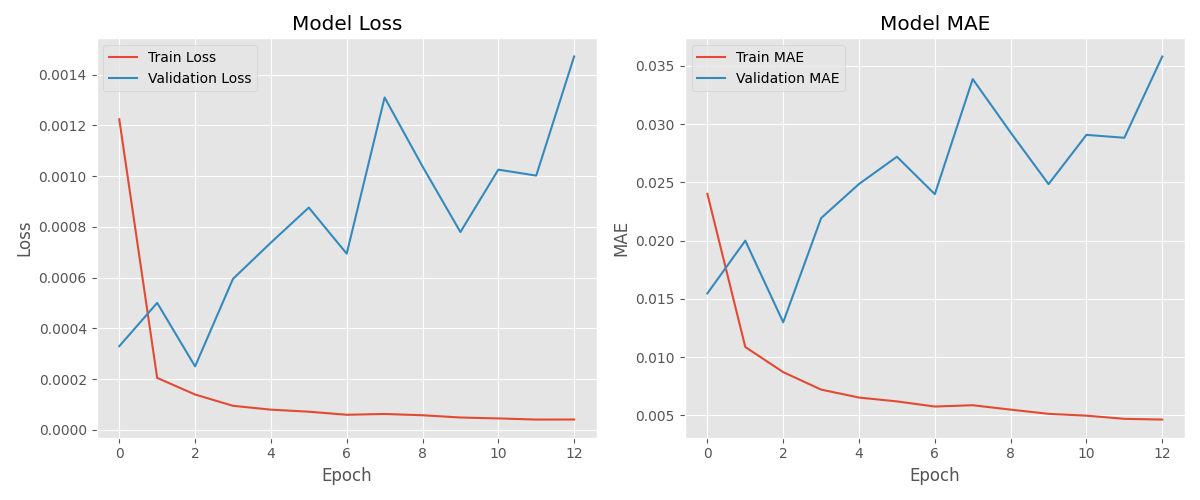 Model Loss
Train Loss
Validation Loss
0.0014
0.0012
0.0010
0.0008
0.0006
0.0004
0.0002
0.0000
Loss
0 2 4 6 8 10 12
Epoch
Model MAE
Train MAE
Validation MAE
0.035
0.030
0.025
0.020
0.015
0.010
0.005
MAE
0 2 4 6 8 10 12
Epoch